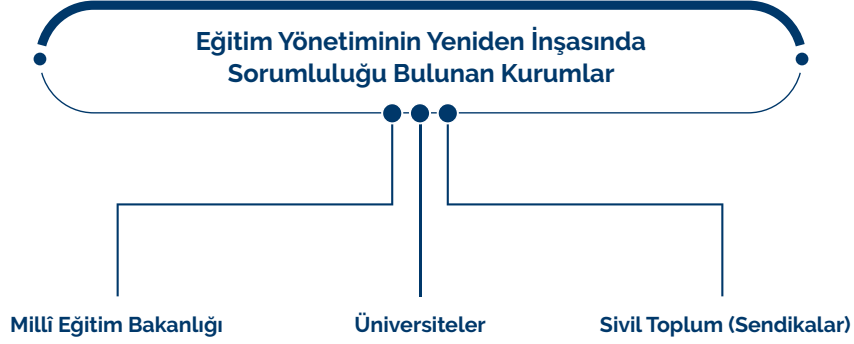 Eğitim Yönetiminin Yeniden İnşasında
Sorumluluğu Bulunan Kurumlar
Millî Eğitim Bakanlığı
Üniversiteler
Sivil Toplum (Sendikalar)